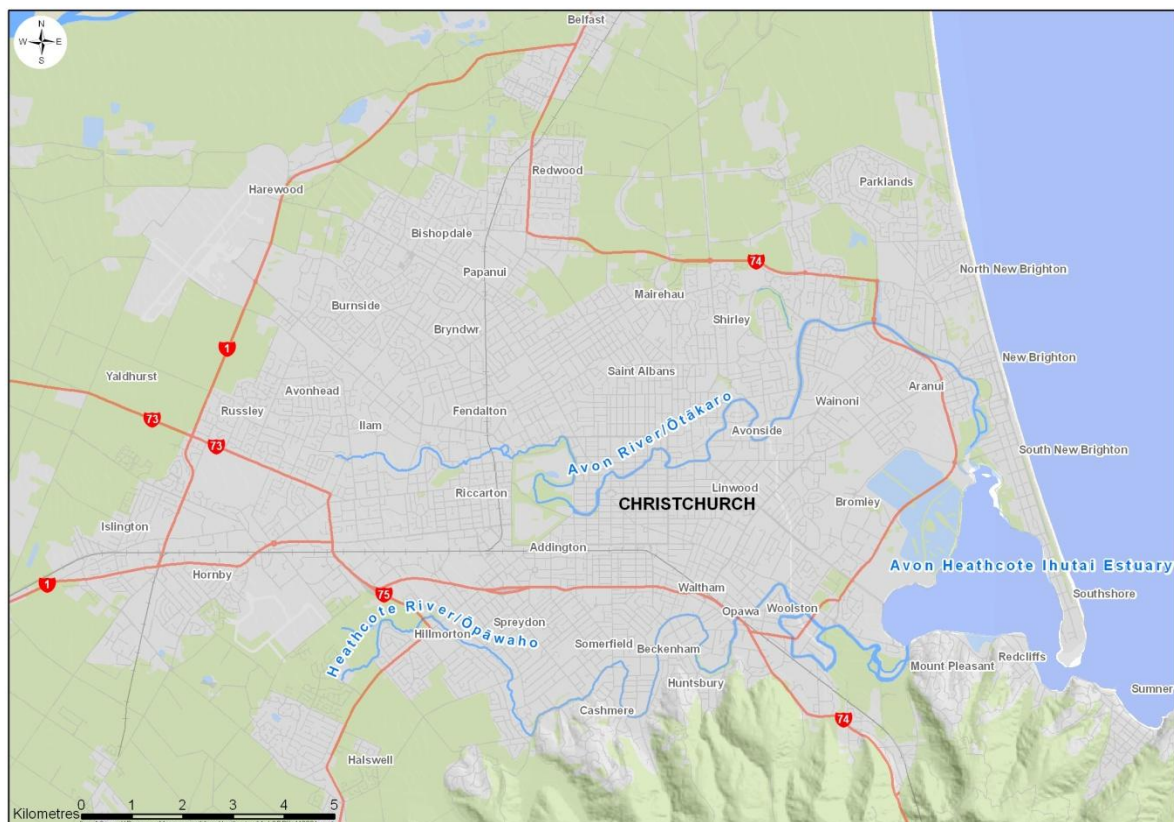 N
W E
S
Belfast
Redwood
Harewood
Parklands
Bishopdale
Papanui
74
North New Brighton
Mairehau
Burnside
Shirley
Bryndwr
1
New Brighton
Yaldhurst
Saint Albans
Avonhead
Aranui
Wainoni
Russley
Fendalton
73
Ilam
Avonside
Avon River/Ōtākaro
73
South New Brighton
Linwood
Riccarton
CHRISTCHURCH
Bromley
Islington
Addington
Avon Heathcote Ihutai Estuary
Hornby
1
75
Waltham
Southshore
Opawa
Woolston
Spreydon
Heathcote River/Ōpāwaho
Hillmorton
Somerfield
Beckenham
Redcliffs
Mount Pleasant
Huntsbury
Sumner
Cashmere
74
Halswell
Kilometres 0 1 2 3 4 5